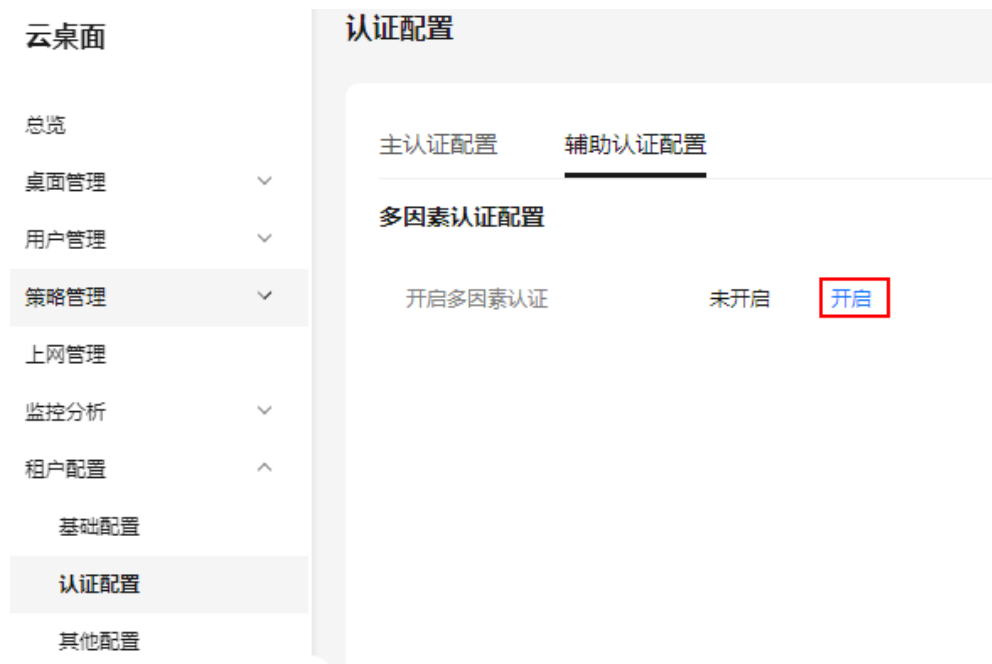 云桌面
总览
桌面管理
用户管理
策略管理
上网管理
监控分析
租户配置
基础配置
认证配置
其他配置
认证配置
主认证配置 辅助认证配置
多因素认证配置
开启多因素认证 未开启 开启